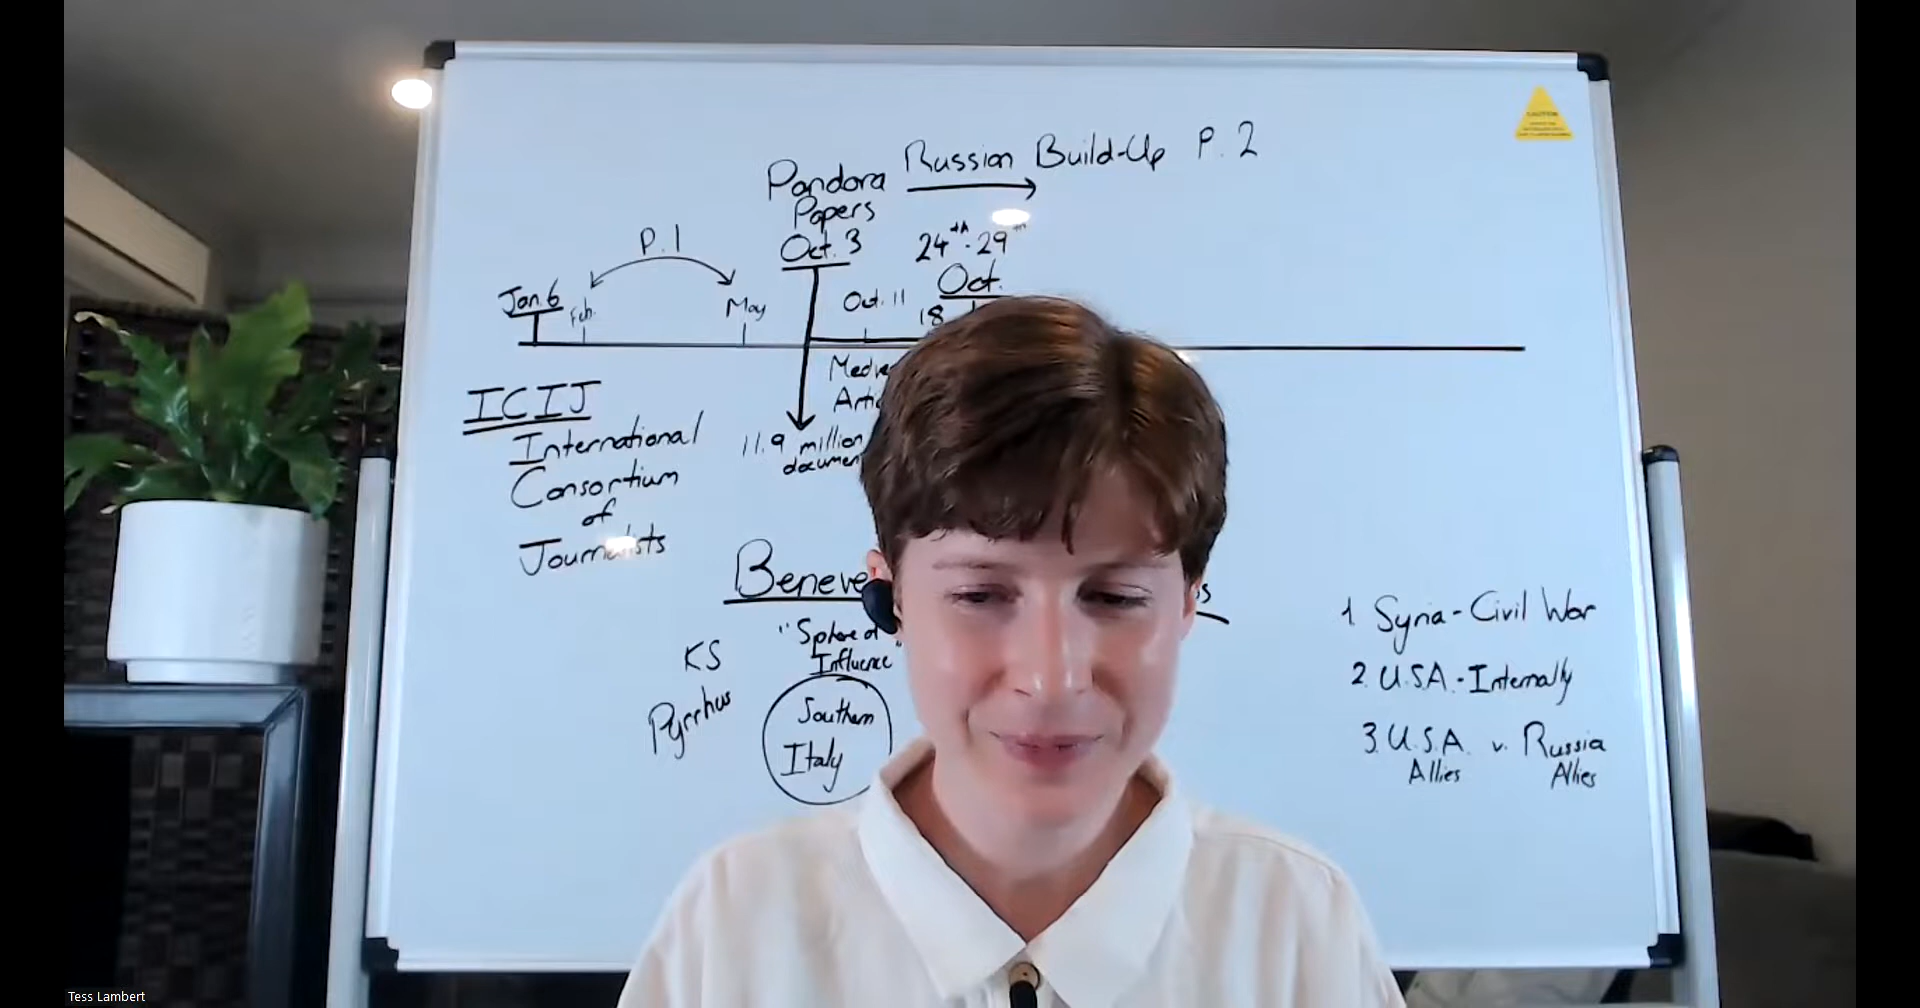 Russian Build-Up P. 2
Pandora
Papers
Oct. 3
24th - 29th
Oct.
P. 1
Jan. 6
Feb.
May
Oct. 11
18
ICIJ
International
Consortium
of
Journalists
11.9 million
KS
Pyrrhus
"Sphere of
Influence"
Southern
Italy
1. Syria - Civil War
2. U.S.A. - Internally
3. U.S.A. v. Russia
Allies Allies
CAUTION
Tess Lambert